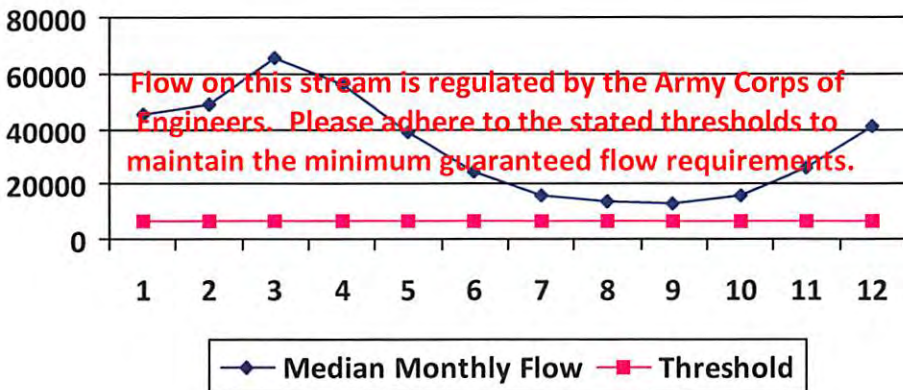 80000
60000
40000
20000
0
Flow on this stream is regulated by the Army Corps of
Engineers. Please adhere to the stated thresholds to
maintain the minimum guaranteed flow requirements.
1 2 3 4 5 6 7 8 9 10 11 12
Median Monthly Flow Threshold